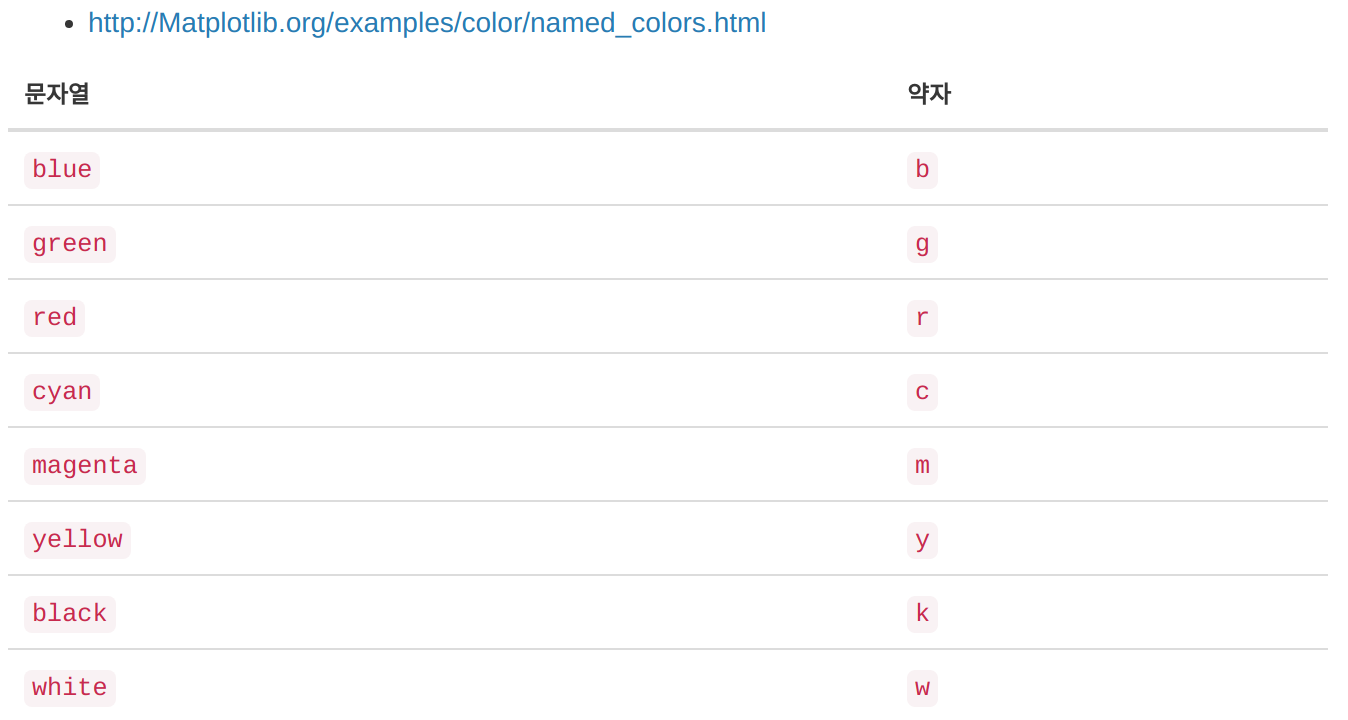 http://Matplotlib.org/examples/color/named_colors.html
문자열 약자
blue b
green g
red r
cyan c
magenta m
yellow y
black k
white w